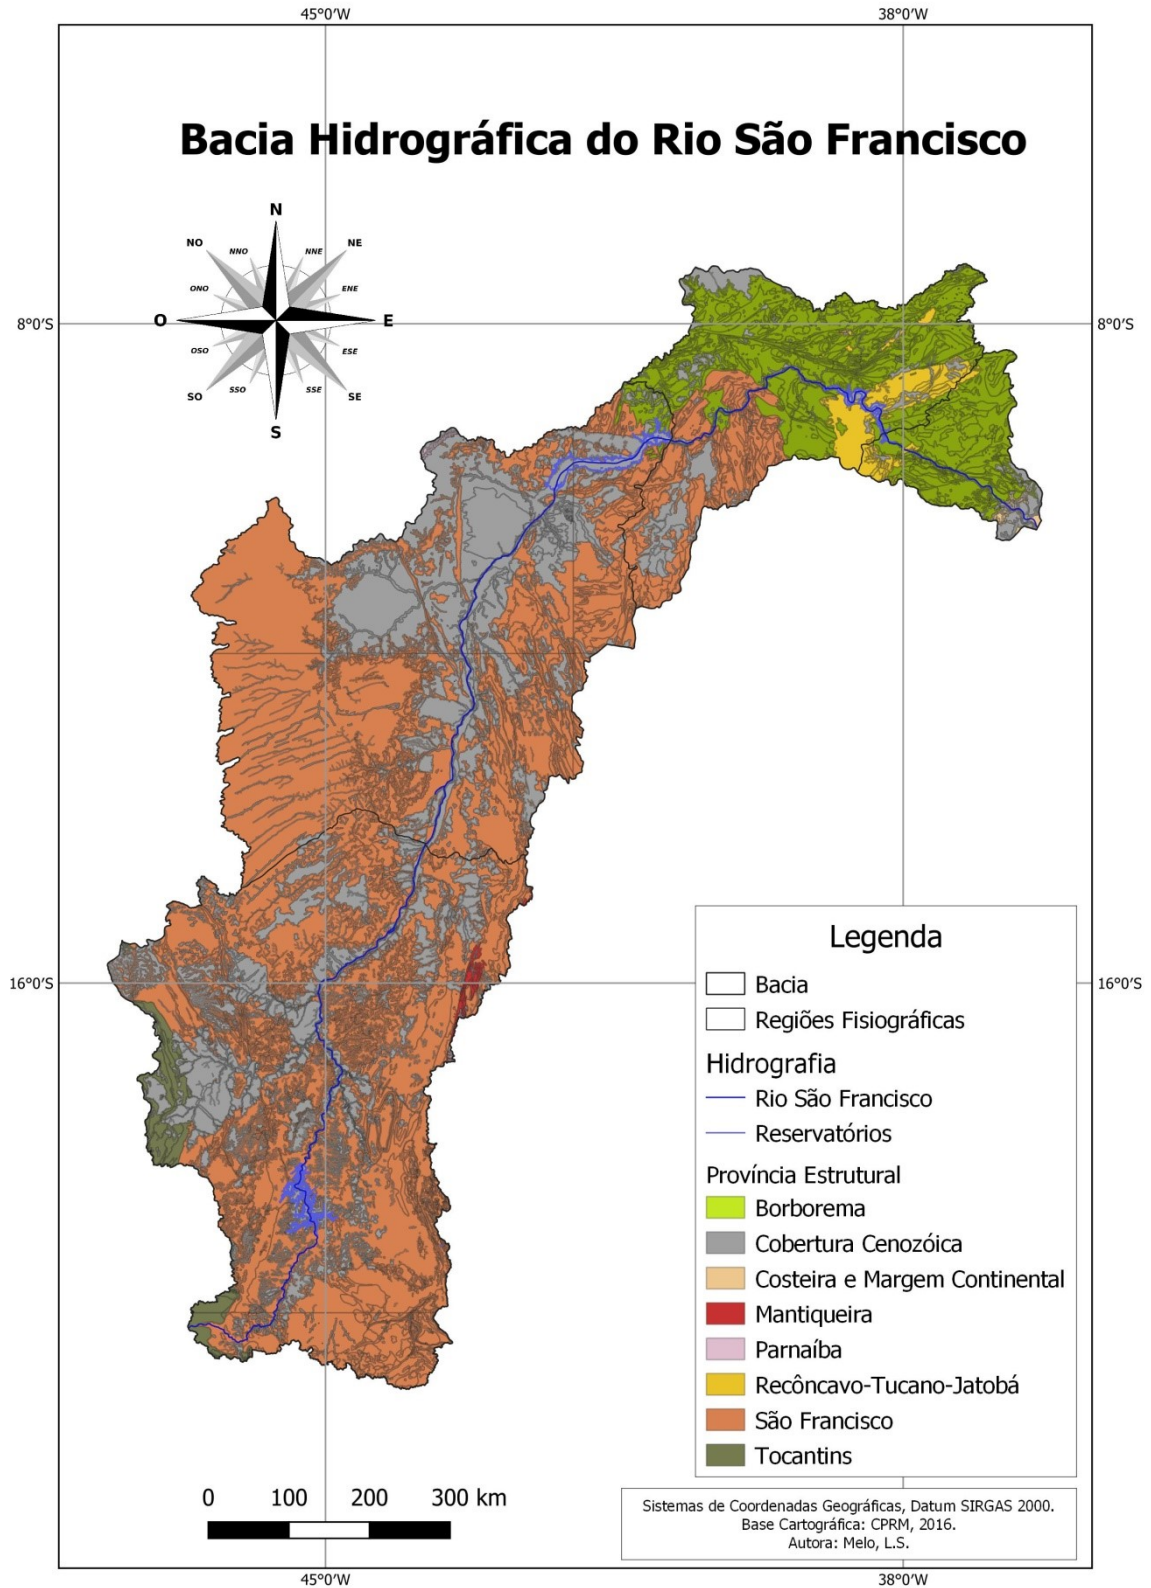 45°0'W 38°0'W
Bacia Hidrográfica do Rio São Francisco
N
NO NNO NNE NE
ONO ENE
O E
OSO ESE
SO SSO SSE SE
S
8°0'S 8°0'S
16°0'S 16°0'S
Legenda
Bacia
Regiões Fisiográficas
Hidrografia
Rio São Francisco
Reservatórios
Província Estrutural
Borborema
Cobertura Cenozóica
Costeira e Margem Continental
Mantiqueira
Parnaíba
Recôncavo-Tucano-Jatobá
São Francisco
Tocantins
0 100 200 300 km
Sistemas de Coordenadas Geográficas, Datum SIRGAS 2000.
Base Cartográfica: CPRM, 2016.
Autora: Melo, L.S.
45°0'W 38°0'W